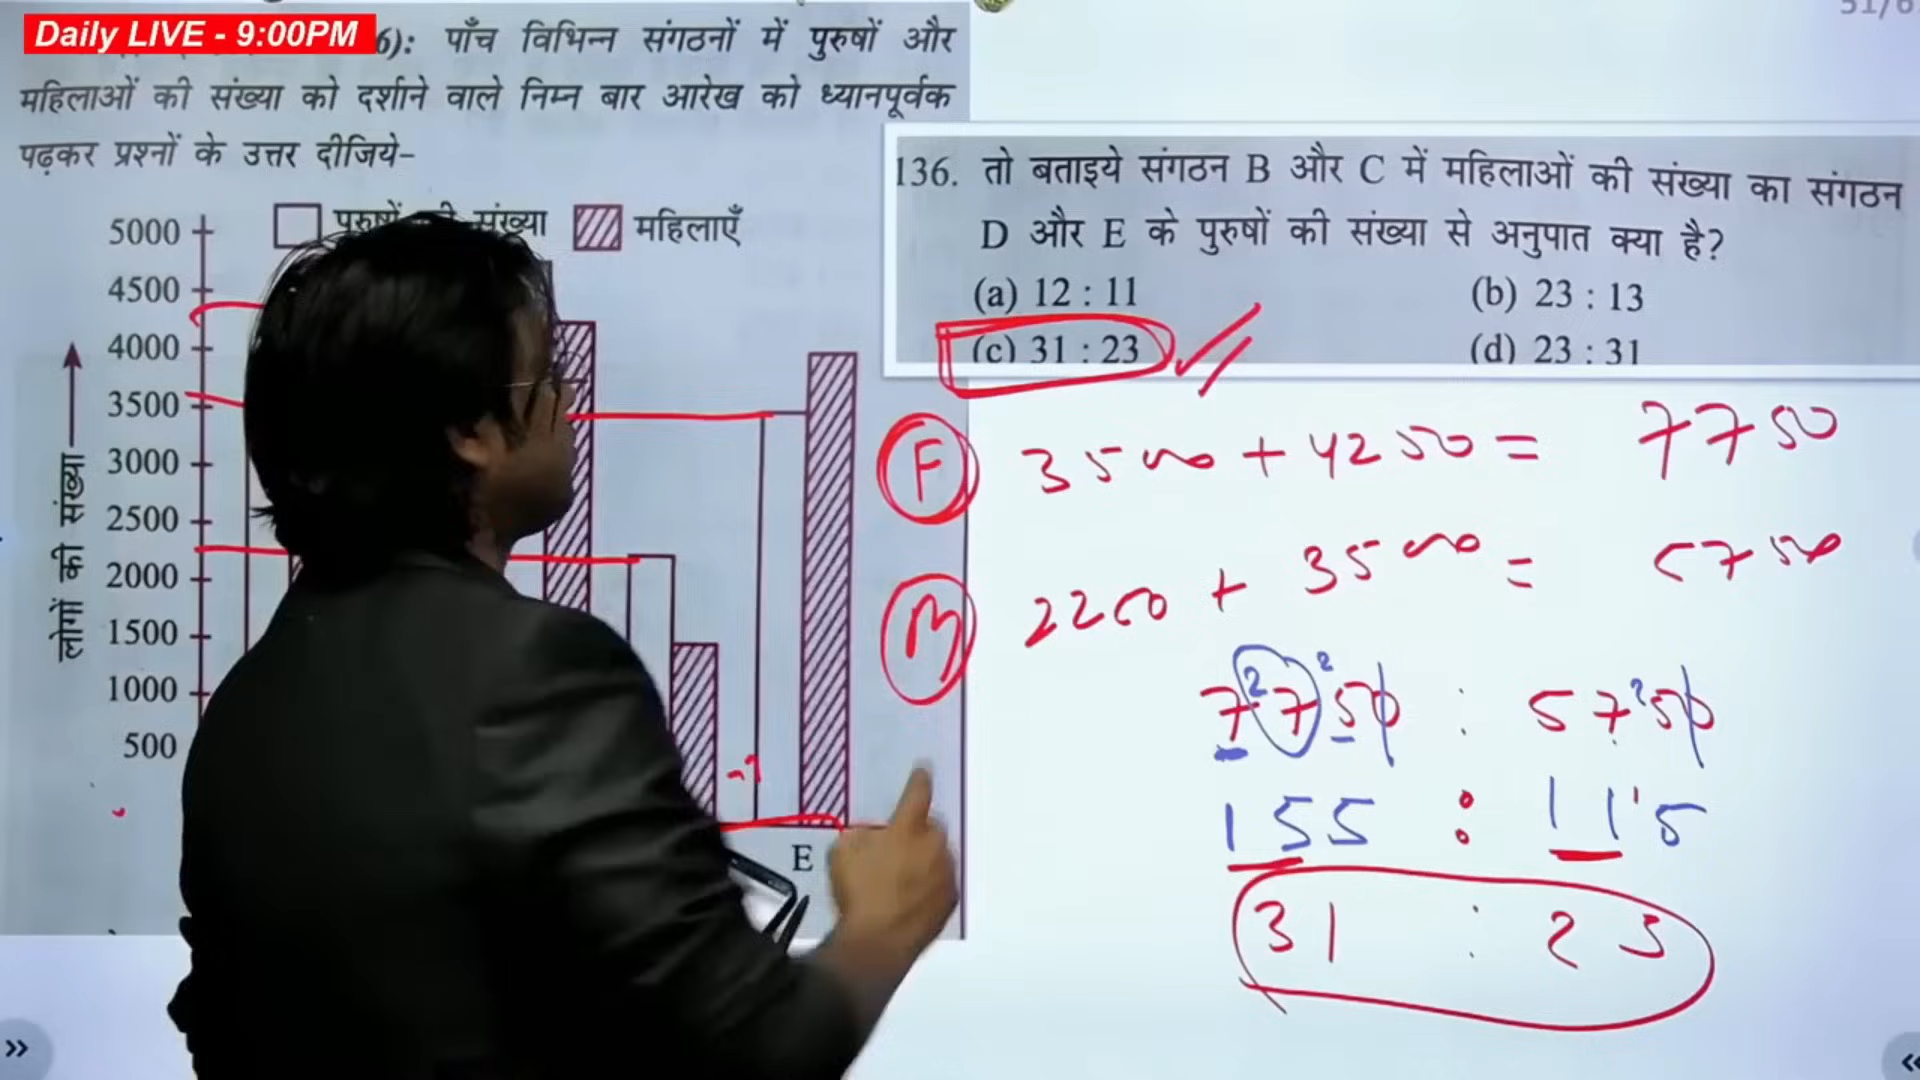 Daily LIVE - 9:00PM
6): पाँच विभिन्न संगठनों में पुरुषों और
महिलाओं की संख्या को दर्शाने वाले निम्न बार आरेख को ध्यानपूर्वक
पढ़कर प्रश्नों के उत्तर दीजिये-
संख्या
महिलाएँ
5000
4500
4000
3500
3000
2500
2000
1500
1000
500
लोगों की संख्या
E
136. तो बताइये संगठन B और C में महिलाओं की संख्या का संगठन
D और E के पुरुषों की संख्या से अनुपात क्या है?
(a) 12 : 11
(b) 23 : 13
(c) 31 : 23
(d) 23 : 31
F 3500 + 4250 = 7750
M 2250 + 3500 = 5750
7750 : 5750
155 : 115
31 : 23